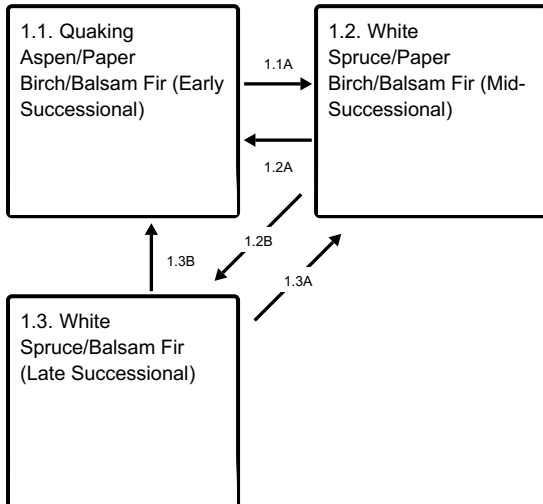 1.1. Quaking
Aspen/Paper
Birch/Balsam Fir (Early
Successional)
1.1A
1.2. White
Spruce/Paper
Birch/Balsam Fir (Mid-
Successional)
1.2A
1.2B
1.3B
1.3A
1.3. White
Spruce/Balsam Fir
(Late Successional)